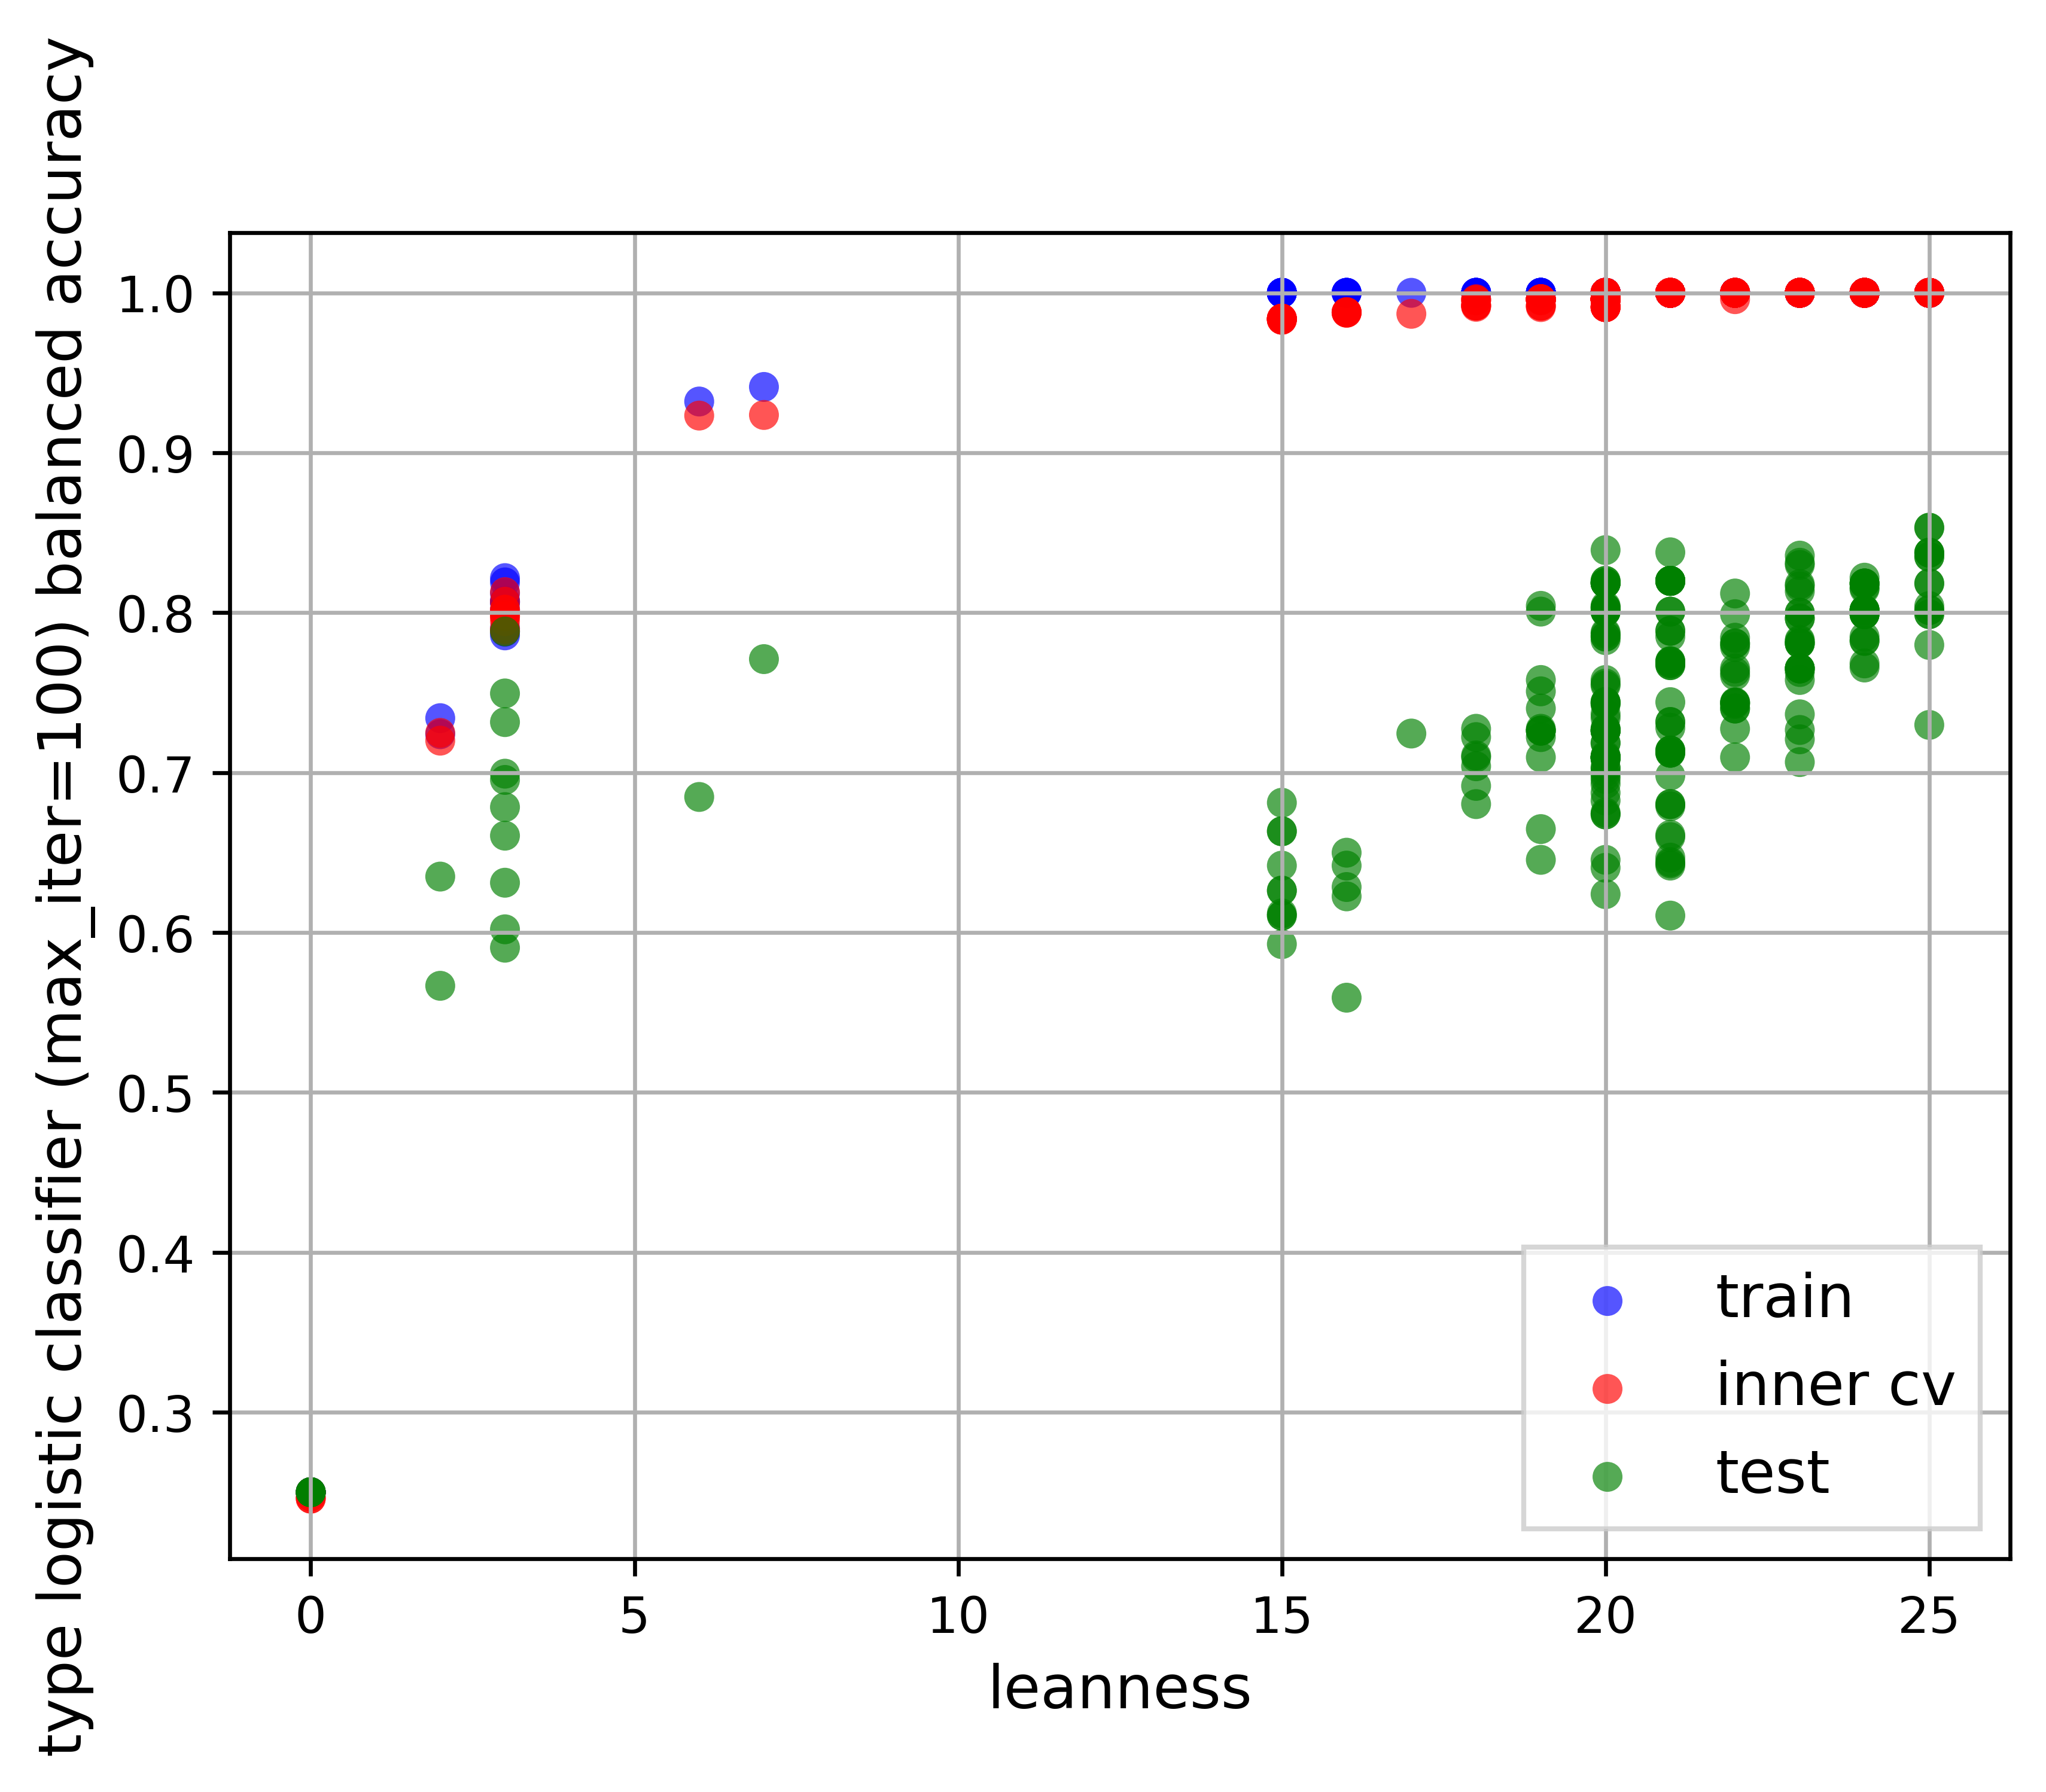 type logistic classifier (max_iter=100) balanced accuracy
1.0
0.9
0.8
0.7
0.6
0.5
0.4
0.3
train
inner cv
test
0 5 10 15 20 25
leanness